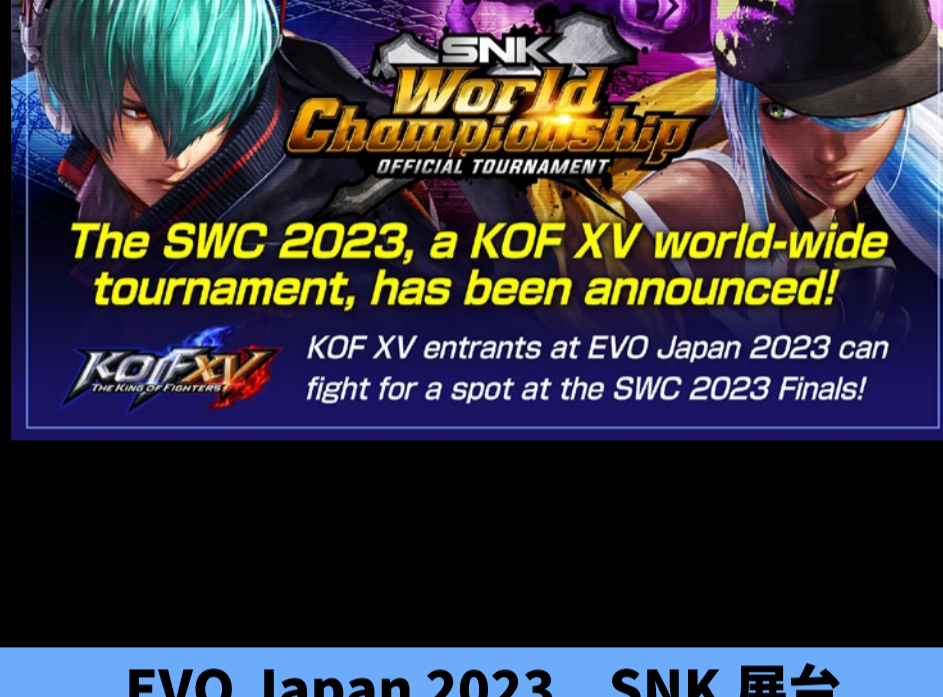 SNK
World
Championship
OFFICIAL TOURNAMENT
The SWC 2023, a KOF XV world-wide
tournament, has been announced!
KOF XV
THE KING OF FIGHTERS
KOF XV entrants at EVO Japan 2023 can
fight for a spot at the SWC 2023 Finals!
EVO Japan 2023 SNK 展台